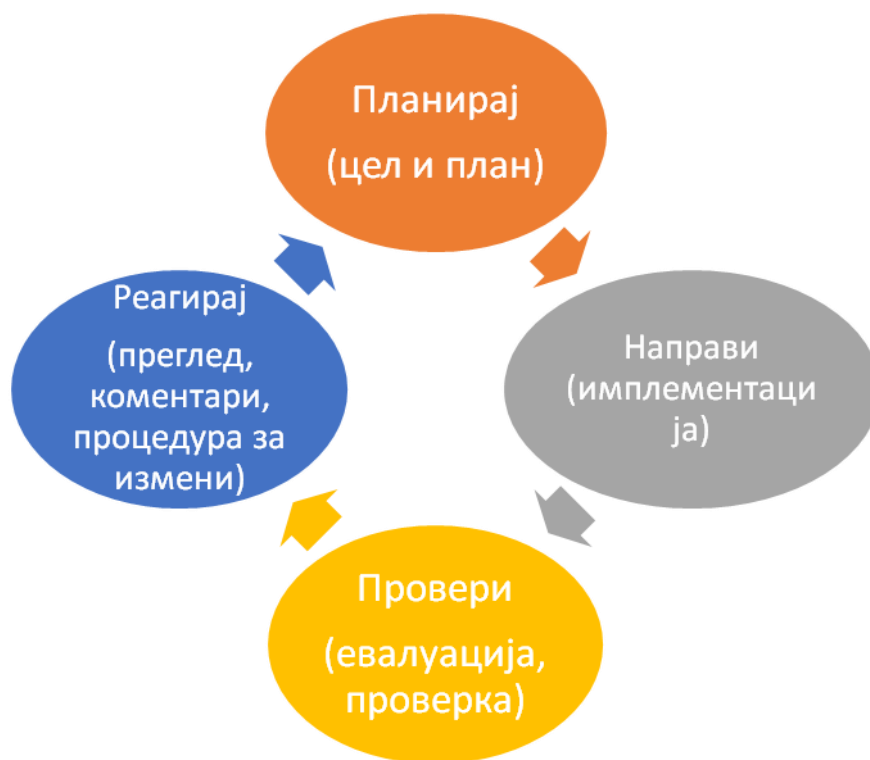 Планирај
(цел и план)
Направи
(имплементаци
ја)
Провери
(евалуација,
проверка)
Реагирај
(преглед,
коментари,
процедура за
измени)